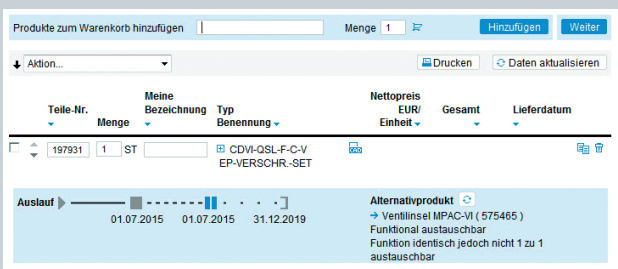 Produkte zum Warenkorb hinzufügen Menge 1 Hinzufügen Weiter
Aktion... Drucken Daten aktualisieren
Teile-Nr. Menge Meine Bezeichnung Typ Benennung Nettopreis EUR/ Einheit Gesamt Lieferdatum
197931 1 ST CDVI-QSL-F-C-V
EP-VERSCHR.-SET
CAD
Auslauf
01.07.2015 01.07.2015 31.12.2019
Alternativprodukt
Ventilinsel MPAC-VI ( 575465 )
Funktional austauschbar
Funktion identisch jedoch nicht 1 zu 1
austauschbar